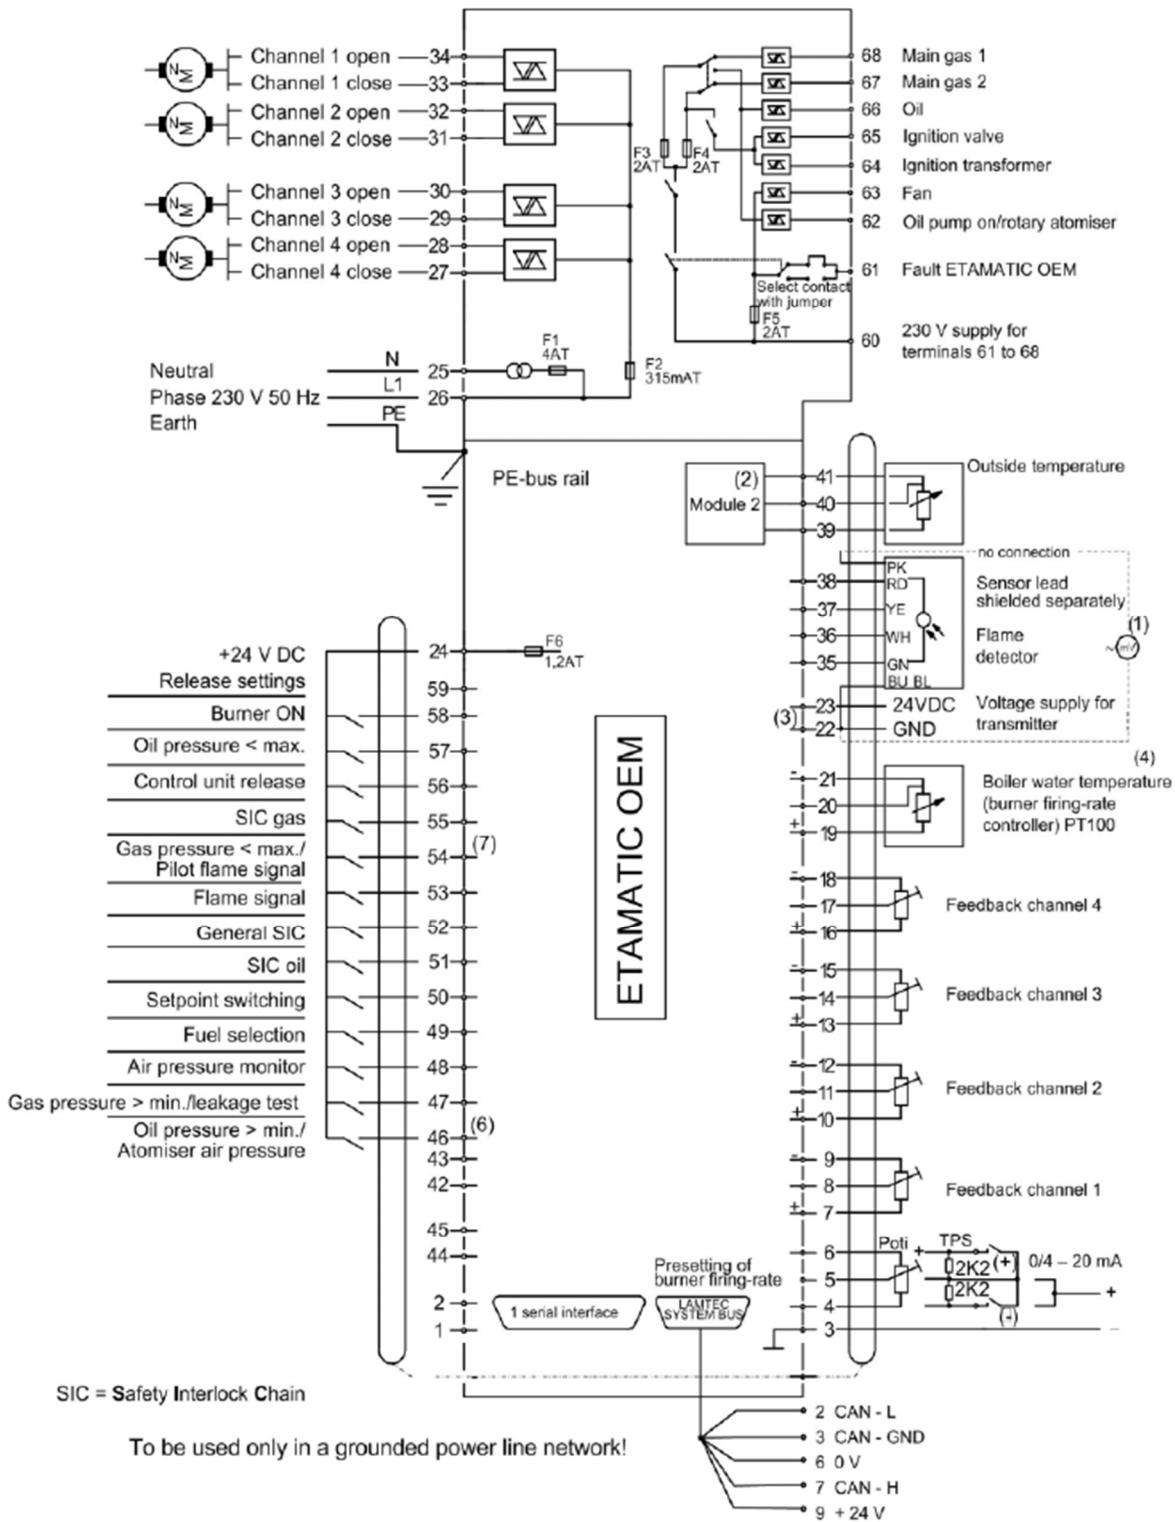 Channel 1 open 34
Channel 1 close 33
Channel 2 open 32
Channel 2 close 31
Channel 3 open 30
Channel 3 close 29
Channel 4 open 28
Channel 4 close 27
N M
N M
N M
N M
68 Main gas 1
67 Main gas 2
66 Oil
65 Ignition valve
64 Ignition transformer
63 Fan
62 Oil pump on/rotary atomiser
61 Fault ETAMATIC OEM
60 230 V supply for
terminals 61 to 68
F3
2AT
F4
2AT
Select contact
with jumper
F5
2AT
F1
4AT
F2
315mAT
Neutral N 25
Phase 230 V 50 Hz L1 26
Earth PE
PE-bus rail
(2)
Module 2
41
40
39
Outside temperature
no connection
PK
38 RD
37 YE
36 WH
35 GN
BU BL
Sensor lead
shielded separately
Flame
detector
(1)
~ mV
(3)
23 24VDC
22 GND
Voltage supply for
transmitter
(4)
- 21
20
+ 19
Boiler water temperature
(burner firing-rate
controller) PT100
- 18
17
+ 16
Feedback channel 4
- 15
14
+ 13
Feedback channel 3
- 12
11
+ 10
Feedback channel 2
- 9
8
+ 7
Feedback channel 1
6
5
4
3
Poti
+ TPS
2K2 (+)
2K2
(-)
0/4 – 20 mA
+
-
+24 V DC 24
F6
1,2AT
Release settings 59
Burner ON 58
Oil pressure < max. 57
Control unit release 56
SIC gas 55
Gas pressure < max./
Pilot flame signal 54
(7)
Flame signal 53
General SIC 52
SIC oil 51
Setpoint switching 50
Fuel selection 49
Air pressure monitor 48
Gas pressure > min./leakage test 47
Oil pressure > min./
Atomiser air pressure 46
(6)
43
42
45
44
2
1
ETAMATIC OEM
1 serial interface
Presetting of
burner firing-rate
LAMTEC
SYSTEM BUS
SIC = Safety Interlock Chain
To be used only in a grounded power line network!
2 CAN - L
3 CAN - GND
6 0 V
7 CAN - H
9 + 24 V